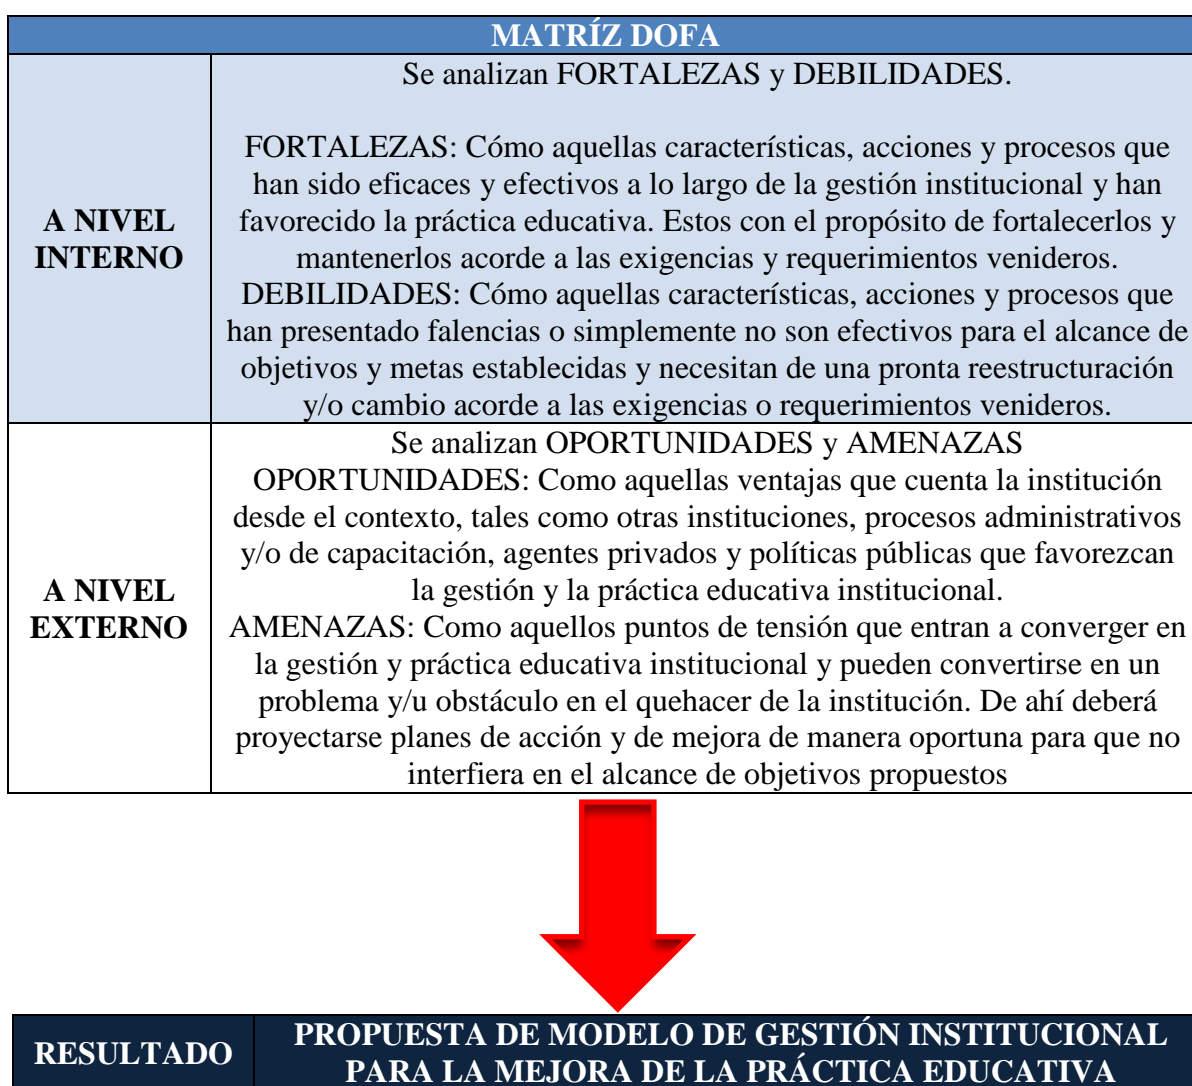 MATRÍZ DOFA
A NIVEL
INTERNO
Se analizan FORTALEZAS y DEBILIDADES.
FORTALEZAS: Cómo aquellas características, acciones y procesos que
han sido eficaces y efectivos a lo largo de la gestión institucional y han
favorecido la práctica educativa. Estos con el propósito de fortalecerlos y
mantenerlos acorde a las exigencias y requerimientos venideros.
DEBILIDADES: Cómo aquellas características, acciones y procesos que
han presentado falencias o simplemente no son efectivos para el alcance de
objetivos y metas establecidas y necesitan de una pronta reestructuración
y/o cambio acorde a las exigencias o requerimientos venideros.
A NIVEL
EXTERNO
Se analizan OPORTUNIDADES y AMENAZAS
OPORTUNIDADES: Como aquellas ventajas que cuenta la institución
desde el contexto, tales como otras instituciones, procesos administrativos
y/o de capacitación, agentes privados y políticas públicas que favorezcan
la gestión y la práctica educativa institucional.
AMENAZAS: Como aquellos puntos de tensión que entran a converger en
la gestión y práctica educativa institucional y pueden convertirse en un
problema y/u obstáculo en el quehacer de la institución. De ahí deberá
proyectarse planes de acción y de mejora de manera oportuna para que no
interfiera en el alcance de objetivos propuestos
RESULTADO
PROPUESTA DE MODELO DE GESTIÓN INSTITUCIONAL
PARA LA MEJORA DE LA PRÁCTICA EDUCATIVA